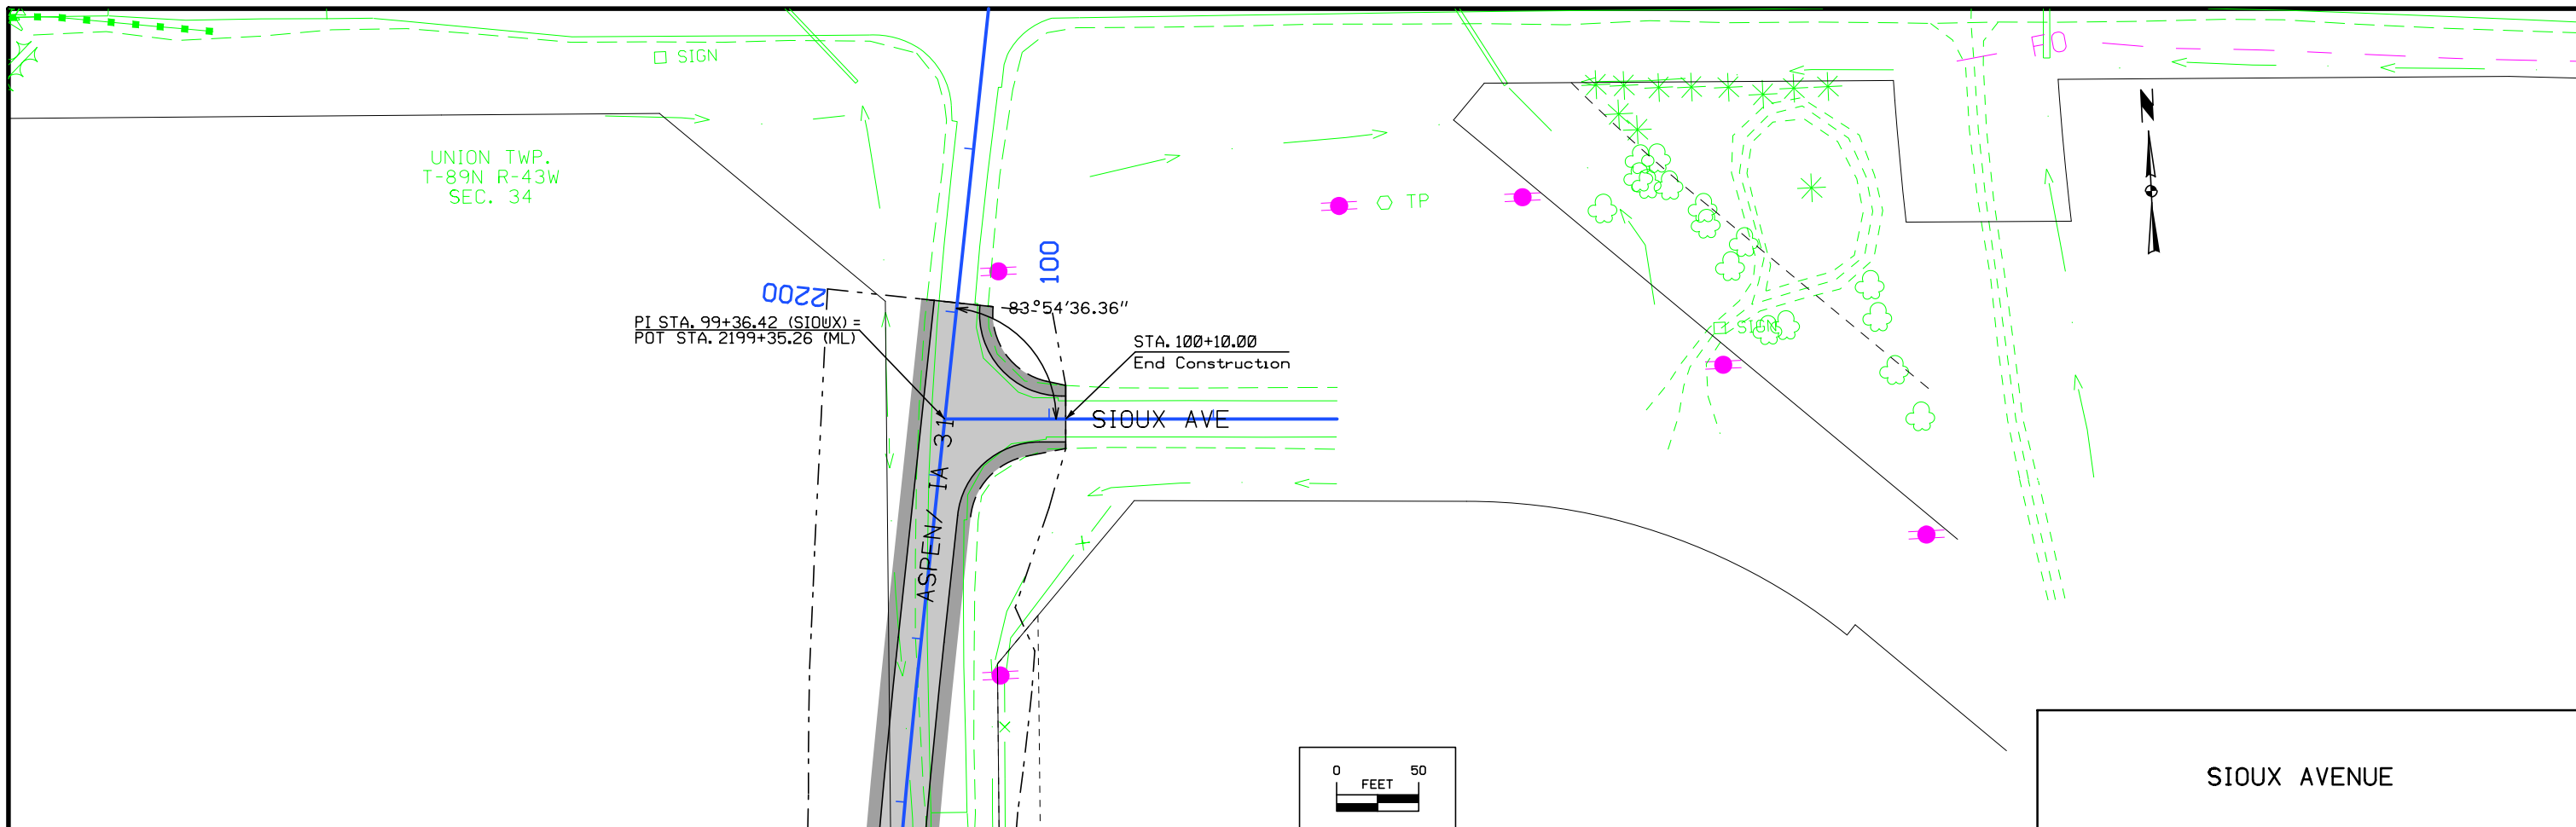 SIGN
FO
N
UNION TWP.
T-89N R-43W
SEC. 34
TP
100
2200
83°54'36.36"
PI STA. 99+36.42 (SIOUX) =
POT STA. 2199+35.26 (ML)
SIGN
STA. 100+10.00
End Construction
SIOUX AVE
ASPEN/ IA 31
0 50
FEET
SIOUX AVENUE